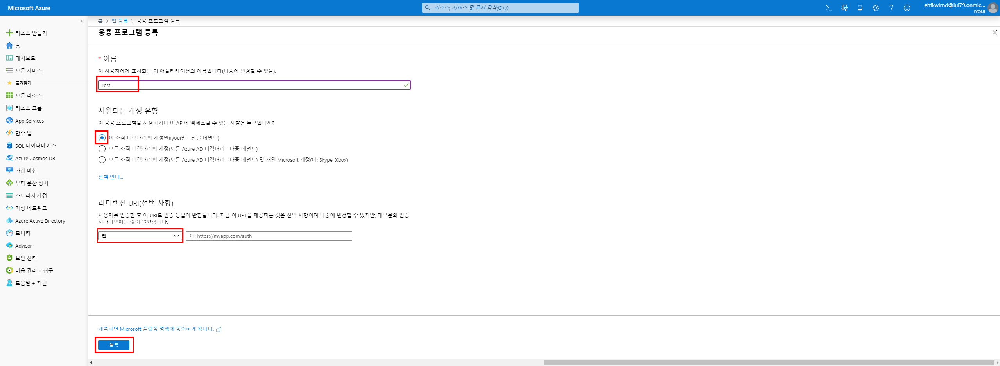 Microsoft Azure
리소스, 서비스 및 문서 검색(G+/)
ehfkwlrnd@iui79.onmic...
IYOUI
홈 > 앱 등록 > 응용 프로그램 등록
응용 프로그램 등록
리소스 만들기
홈
대시보드
모든 서비스
즐겨찾기
모든 리소스
리소스 그룹
App Services
함수 앱
SQL 데이터베이스
Azure Cosmos DB
가상 머신
부하 분산 장치
스토리지 계정
가상 네트워크
Azure Active Directory
모니터
Advisor
보안 센터
비용 관리 + 청구
도움말 + 지원
* 이름
이 사용자에게 표시되는 이 애플리케이션의 이름입니다(나중에 변경할 수 있음).
Test
지원되는 계정 유형
이 응용 프로그램을 사용하거나 이 API에 액세스할 수 있는 사람은 누구입니까?
이 조직 디렉터리의 계정만(iyoui만 - 단일 테넌트)
모든 조직 디렉터리의 계정(모든 Azure AD 디렉터리 - 다중 테넌트)
모든 조직 디렉터리의 계정(모든 Azure AD 디렉터리 - 다중 테넌트) 및 개인 Microsoft 계정(예: Skype, Xbox)
선택 안내...
리디렉션 URI(선택 사항)
사용자를 인증한 후 이 URI로 인증 응답이 반환됩니다. 지금 이 URL을 제공하는 것은 선택 사항이며 나중에 변경할 수 있지만, 대부분의 인증
시나리오에는 값이 필요합니다.
웹
예: https://myapp.com/auth
계속하면 Microsoft 플랫폼 정책에 동의하게 됩니다.
등록